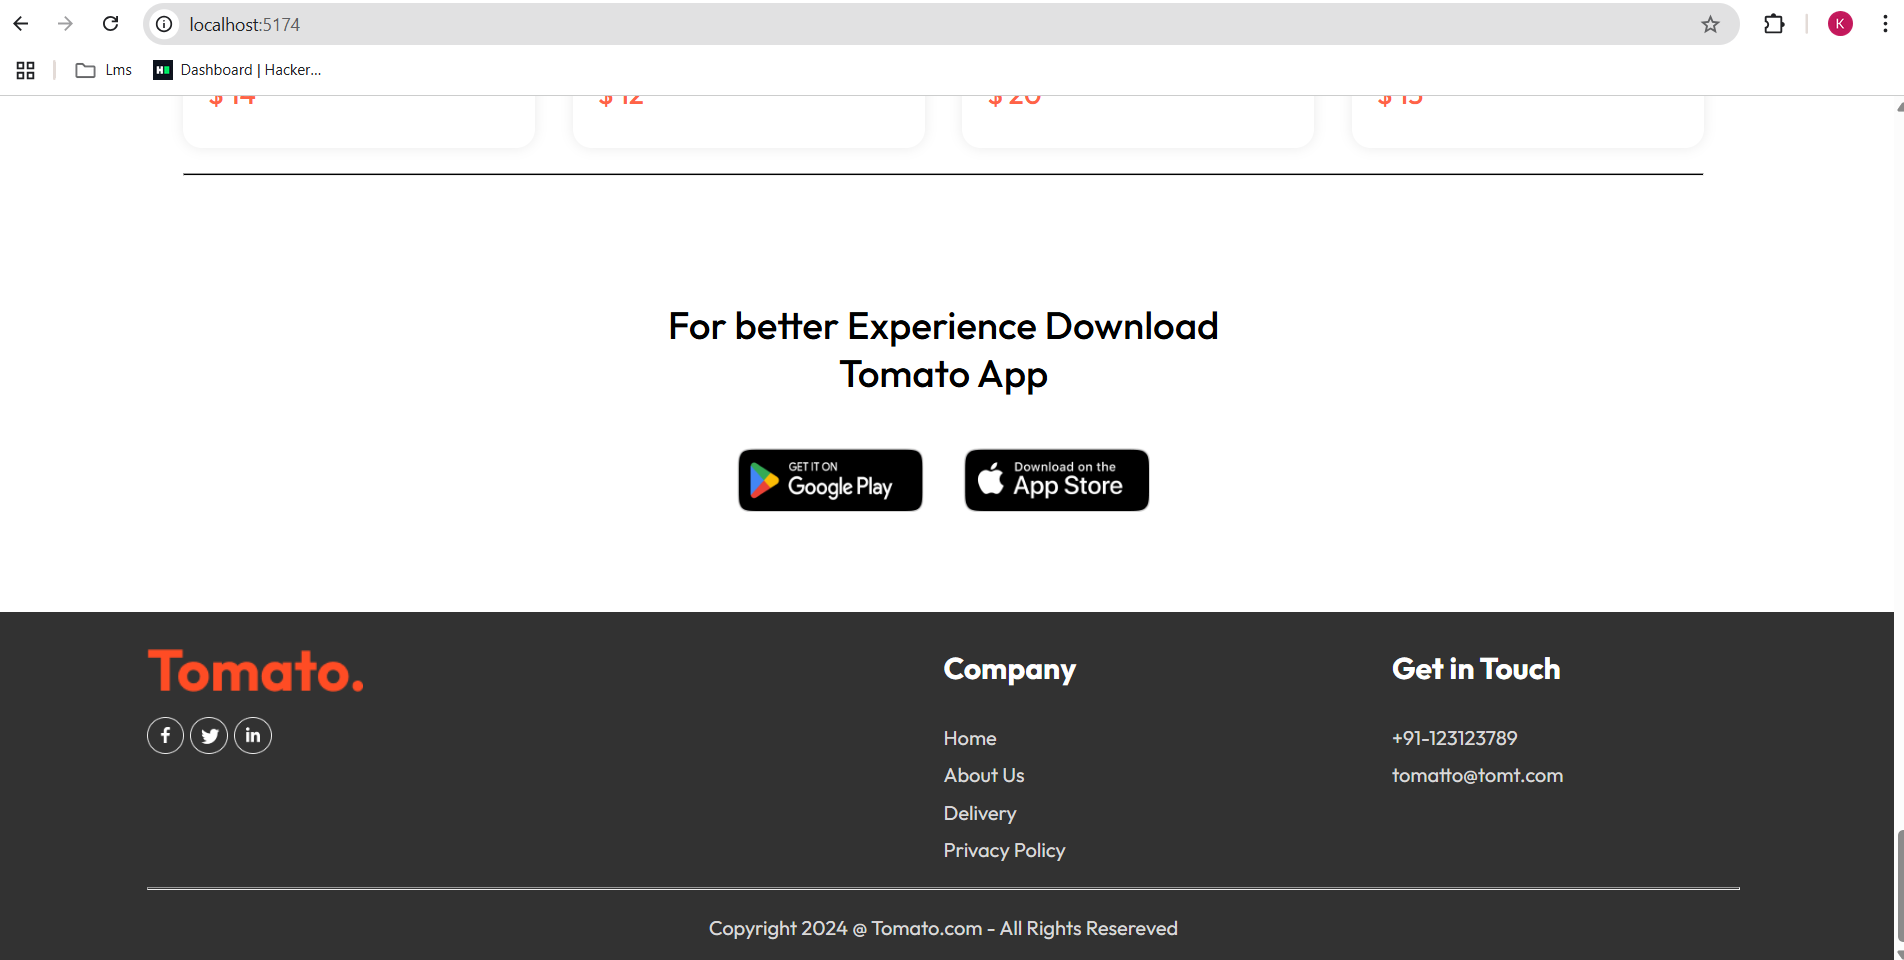 localhost:5174
K
Lms
Dashboard | Hacker...
$ 14 $ 12 $ 20 $ 15
For better Experience Download
Tomato App
GET IT ON
Google Play
Download on the
App Store
Tomato.
Company
Home
About Us
Delivery
Privacy Policy
Get in Touch
+91-123123789
tomatto@tomt.com
Copyright 2024 @ Tomato.com - All Rights Resereved